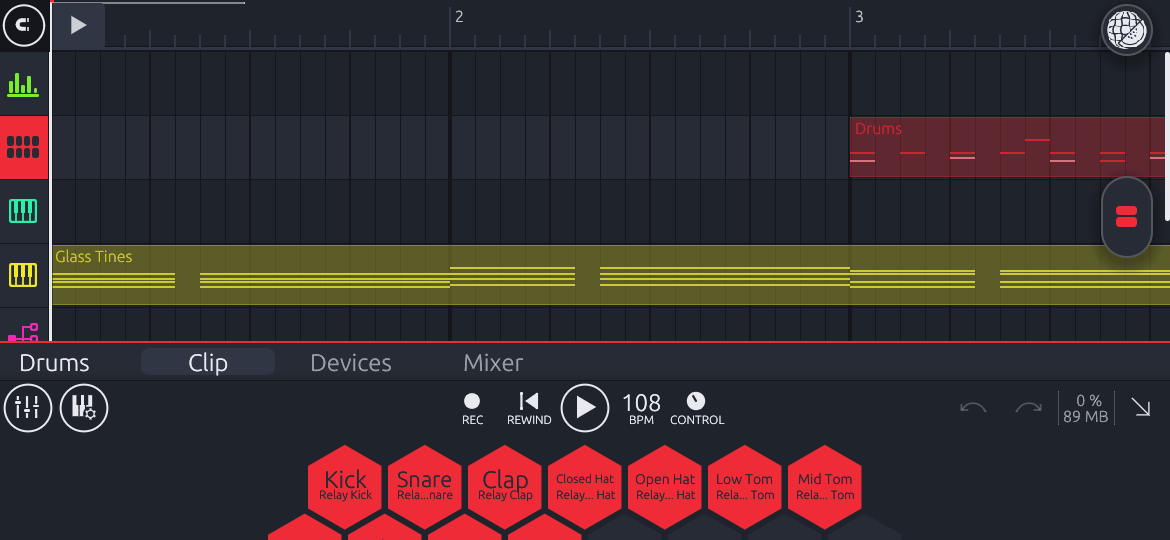 2
3
Drums
Glass Tines
Drums
Clip
Devices
Mixer
REC
REWIND
108
BPM
CONTROL
0 %
89 MB
Kick
Relay Kick
Snare
Rela...nare
Clap
Relay Clap
Closed Hat
Relay... Hat
Open Hat
Relay... Hat
Low Tom
Rela... Tom
Mid Tom
Rela... Tom